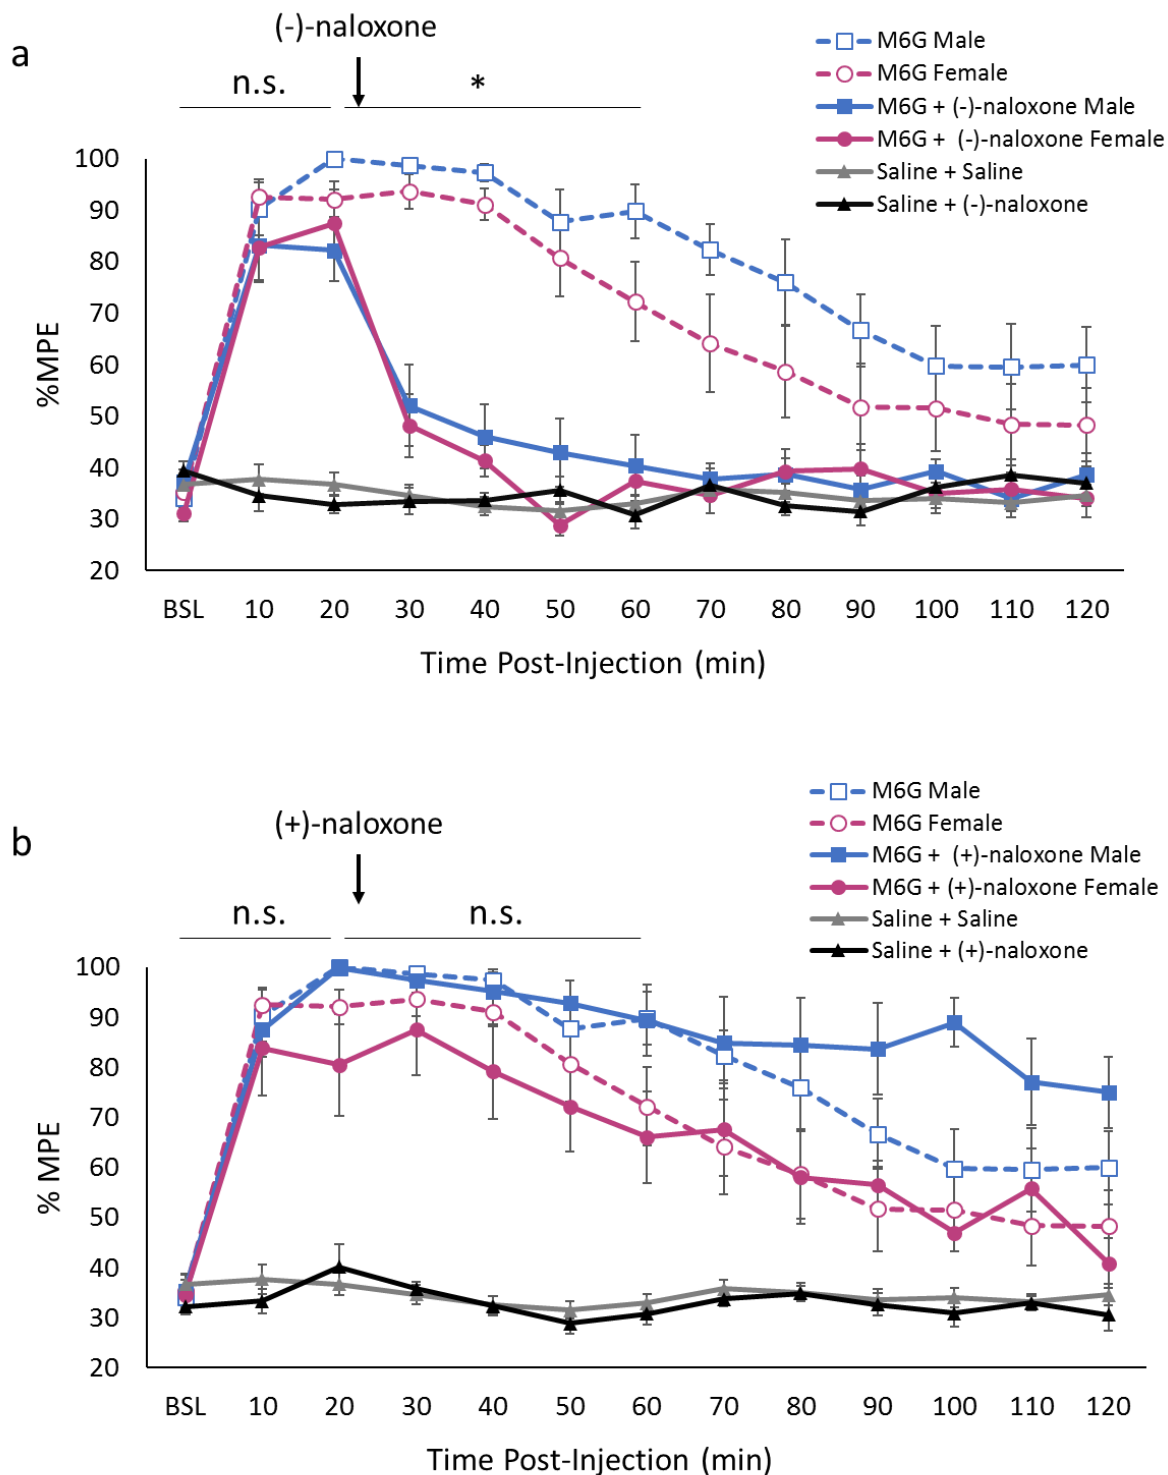 a
(-)-naloxone
n.s.
*
M6G Male
M6G Female
M6G + (-)-naloxone Male
M6G + (-)-naloxone Female
Saline + Saline
Saline + (-)-naloxone
%MPE
100
90
80
70
60
50
40
30
20
BSL 10 20 30 40 50 60 70 80 90 100 110 120
Time Post-Injection (min)
b
(+)-naloxone
n.s.
n.s.
M6G Male
M6G Female
M6G + (+)-naloxone Male
M6G + (+)-naloxone Female
Saline + Saline
Saline + (+)-naloxone
% MPE
100
90
80
70
60
50
40
30
20
BSL 10 20 30 40 50 60 70 80 90 100 110 120
Time Post-Injection (min)